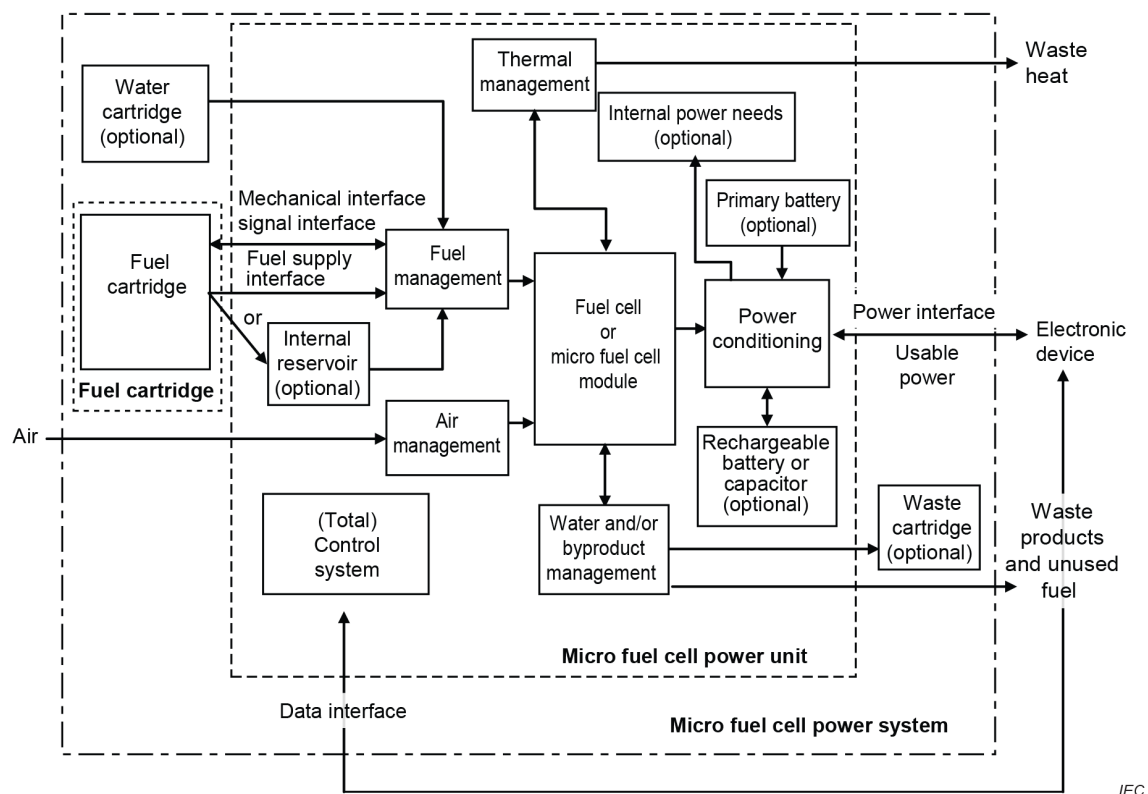 Water
cartridge
(optional)
Thermal
management
Waste
heat
Internal power needs
(optional)
Primary battery
(optional)
Mechanical interface
signal interface
Fuel supply
interface
Fuel
cartridge
or
Fuel cartridge
Fuel
management
Internal
reservoir
(optional)
Fuel cell
or
micro fuel cell
module
Power
conditioning
Power interface
Usable
power
Electronic
device
Air
Air
management
Rechargeable
battery or
capacitor
(optional)
(Total)
Control
system
Water and/or
byproduct
management
Waste
cartridge
(optional)
Waste
products
and unused
fuel
Micro fuel cell power unit
Data interface
Micro fuel cell power system
IEC